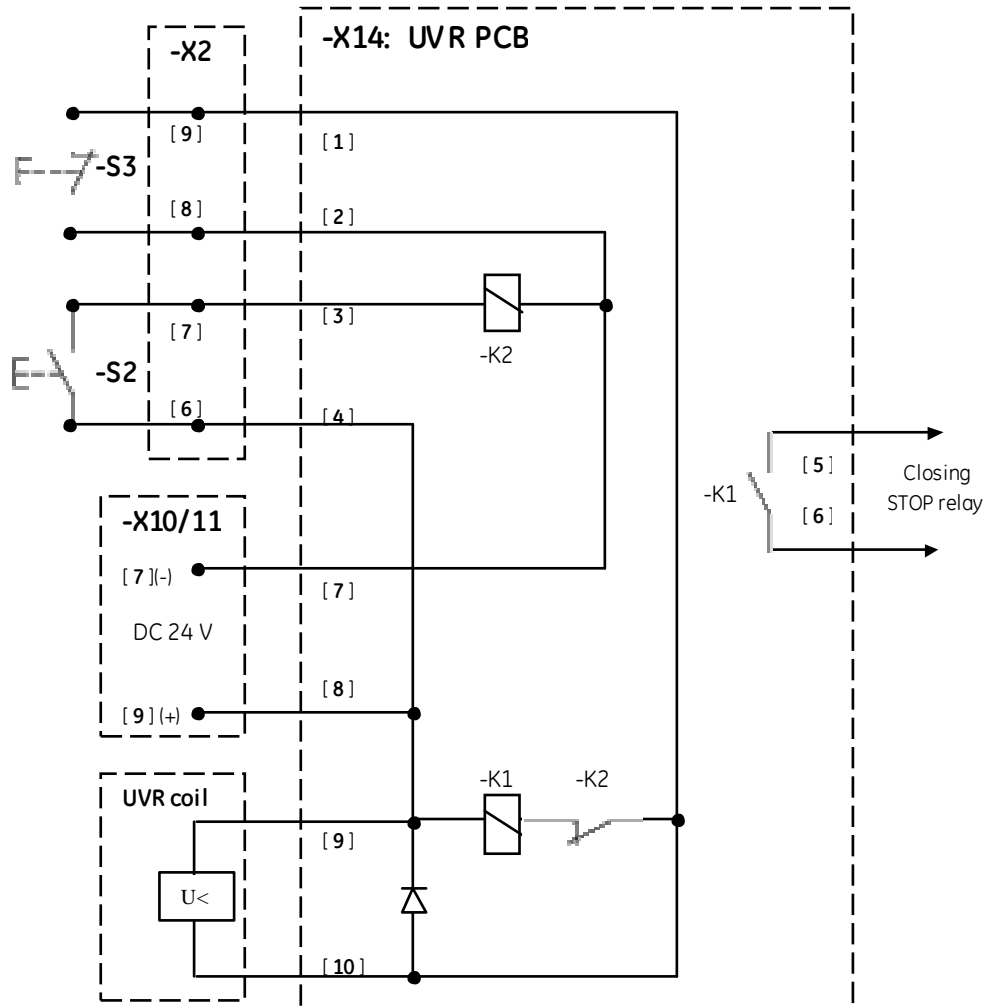 -X14: UVR PCB
-X2
[9]
[1]
-S3
[8]
[2]
[7]
[3]
-K2
-S2
[6]
[4]
-K1
[5]
[6]
Closing
STOP relay
-X10/11
[7](-)
[7]
DC 24 V
[8]
[9](+)
-K1
-K2
UVR coil
[9]
U<
[10]